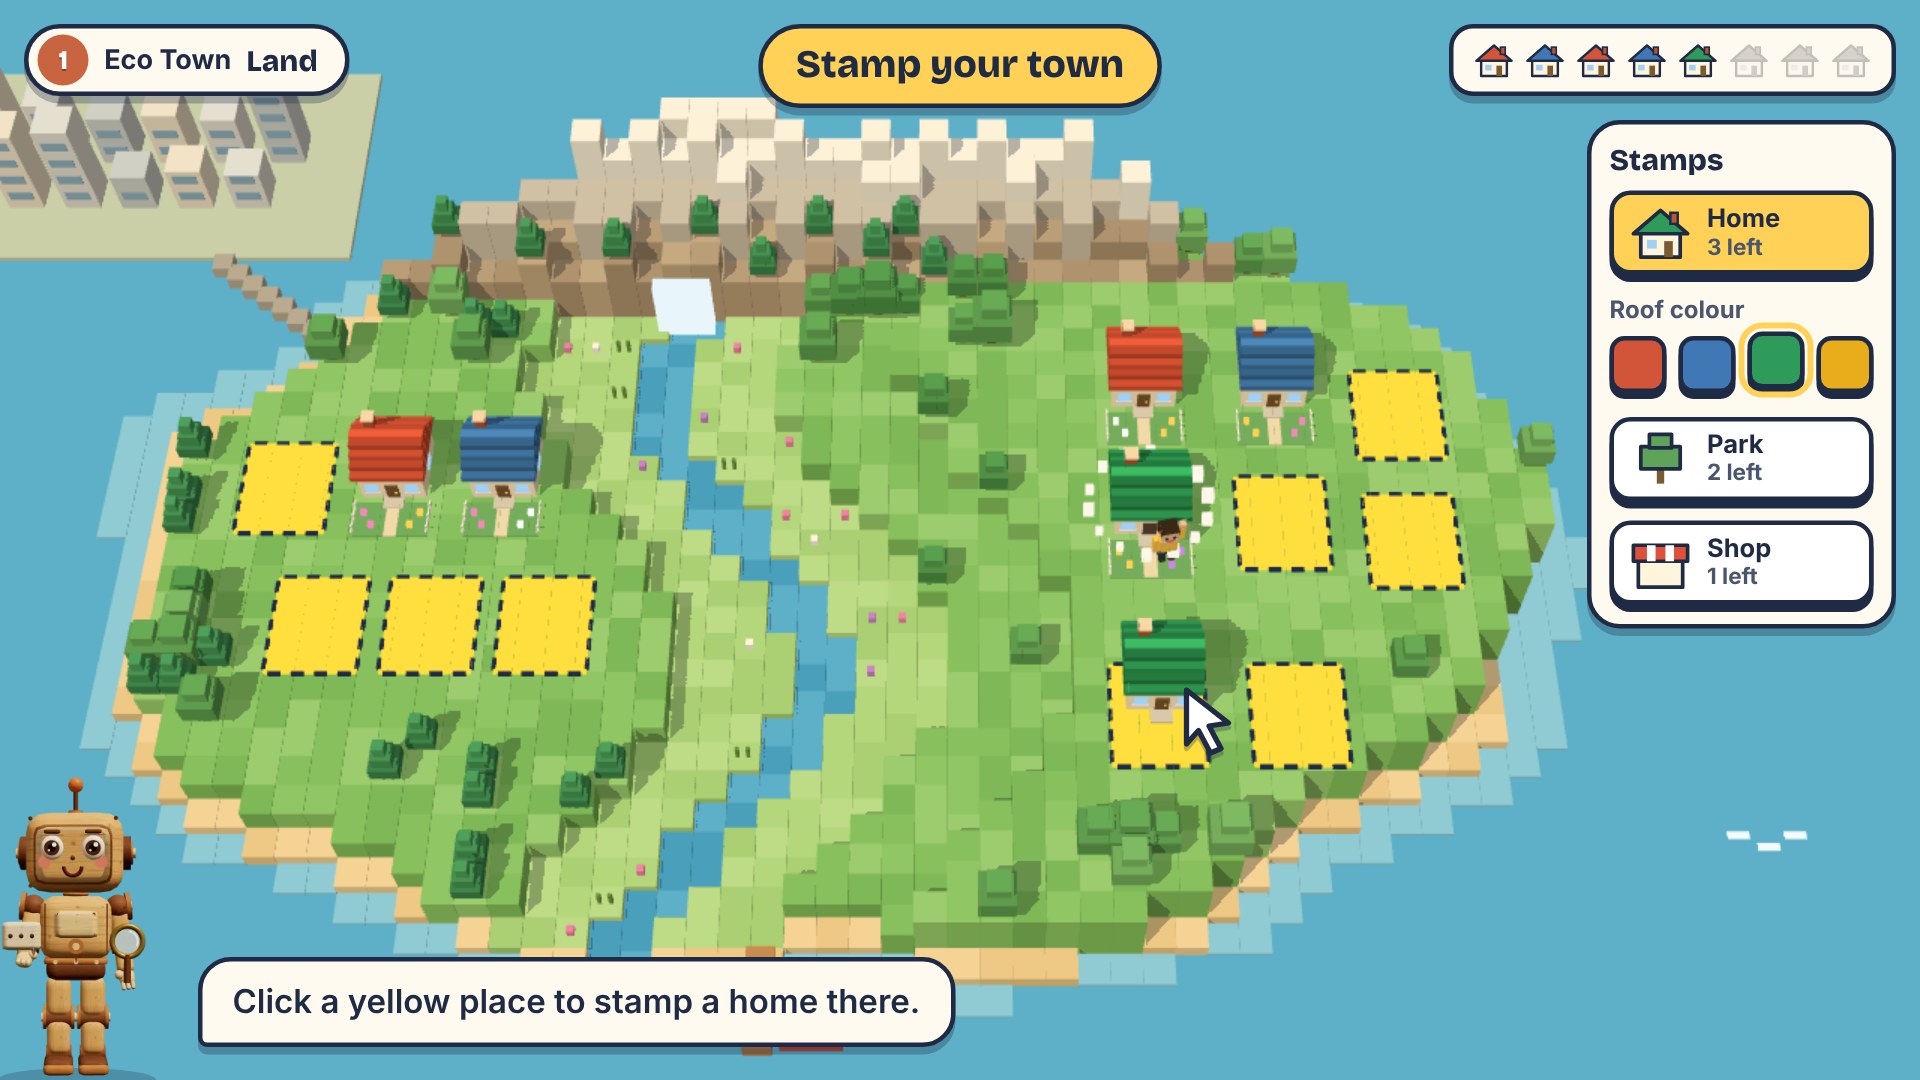 1 Eco Town Land
Stamp your town
Stamps
Home
3 left
Roof colour
Park
2 left
Shop
1 left
Click a yellow place to stamp a home there.